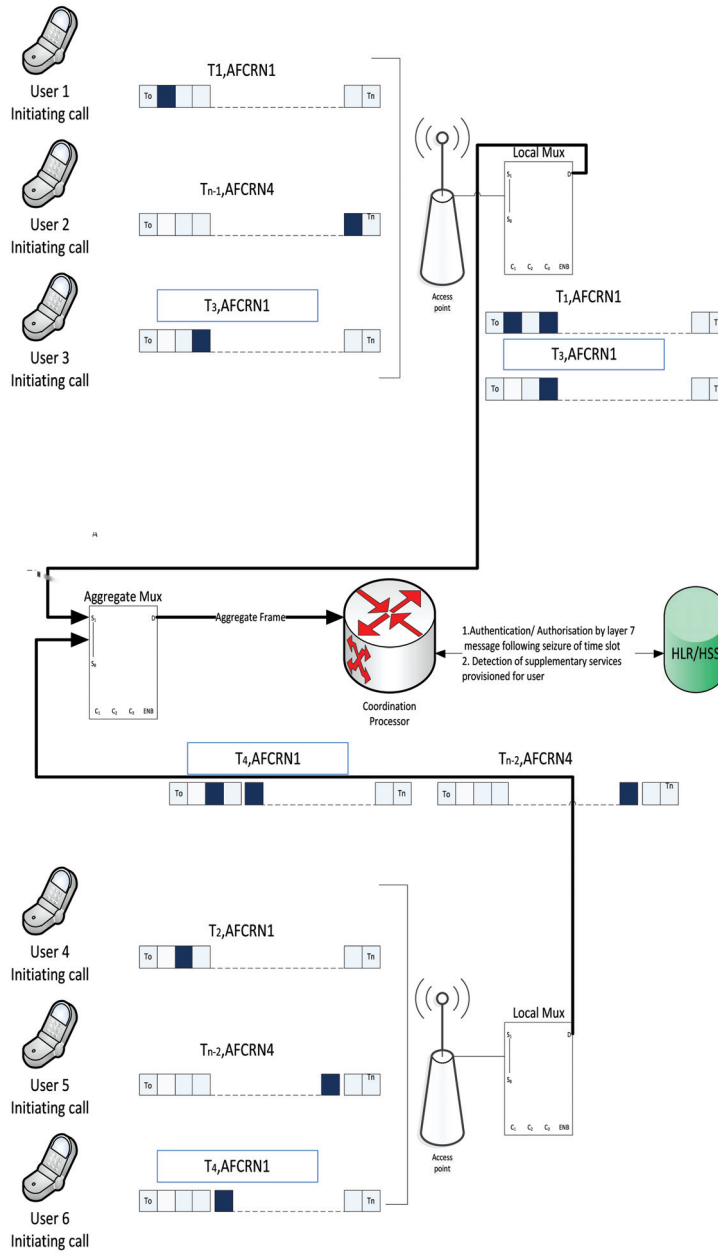 User 1
Initiating call
T1,AFCRN1
To
Tn
User 2
Initiating call
Tn-1,AFCRN4
To
Tn
User 3
Initiating call
T3,AFCRN1
To
Tn
Access
point
Local Mux
S1
D
C1 C2 ENB
T1,AFCRN1
To
T
T3,AFCRN1
To
T
A
Aggregate Mux
S1
D
C1 C2 ENB
Aggregate Frame
Coordination
Processor
1.Authentication/ Authorisation by layer 7
message following seizure of time slot
2. Detection of supplementary services
provisioned for user
HLR/HSS
T4,AFCRN1
To
Tn
Tn-2,AFCRN4
To
Tn
User 4
Initiating call
T2,AFCRN1
To
Tn
User 5
Initiating call
Tn-2,AFCRN4
To
Tn
User 6
Initiating call
T4,AFCRN1
To
Tn
Access
point
Local Mux
S1
D
C1 C2 ENB